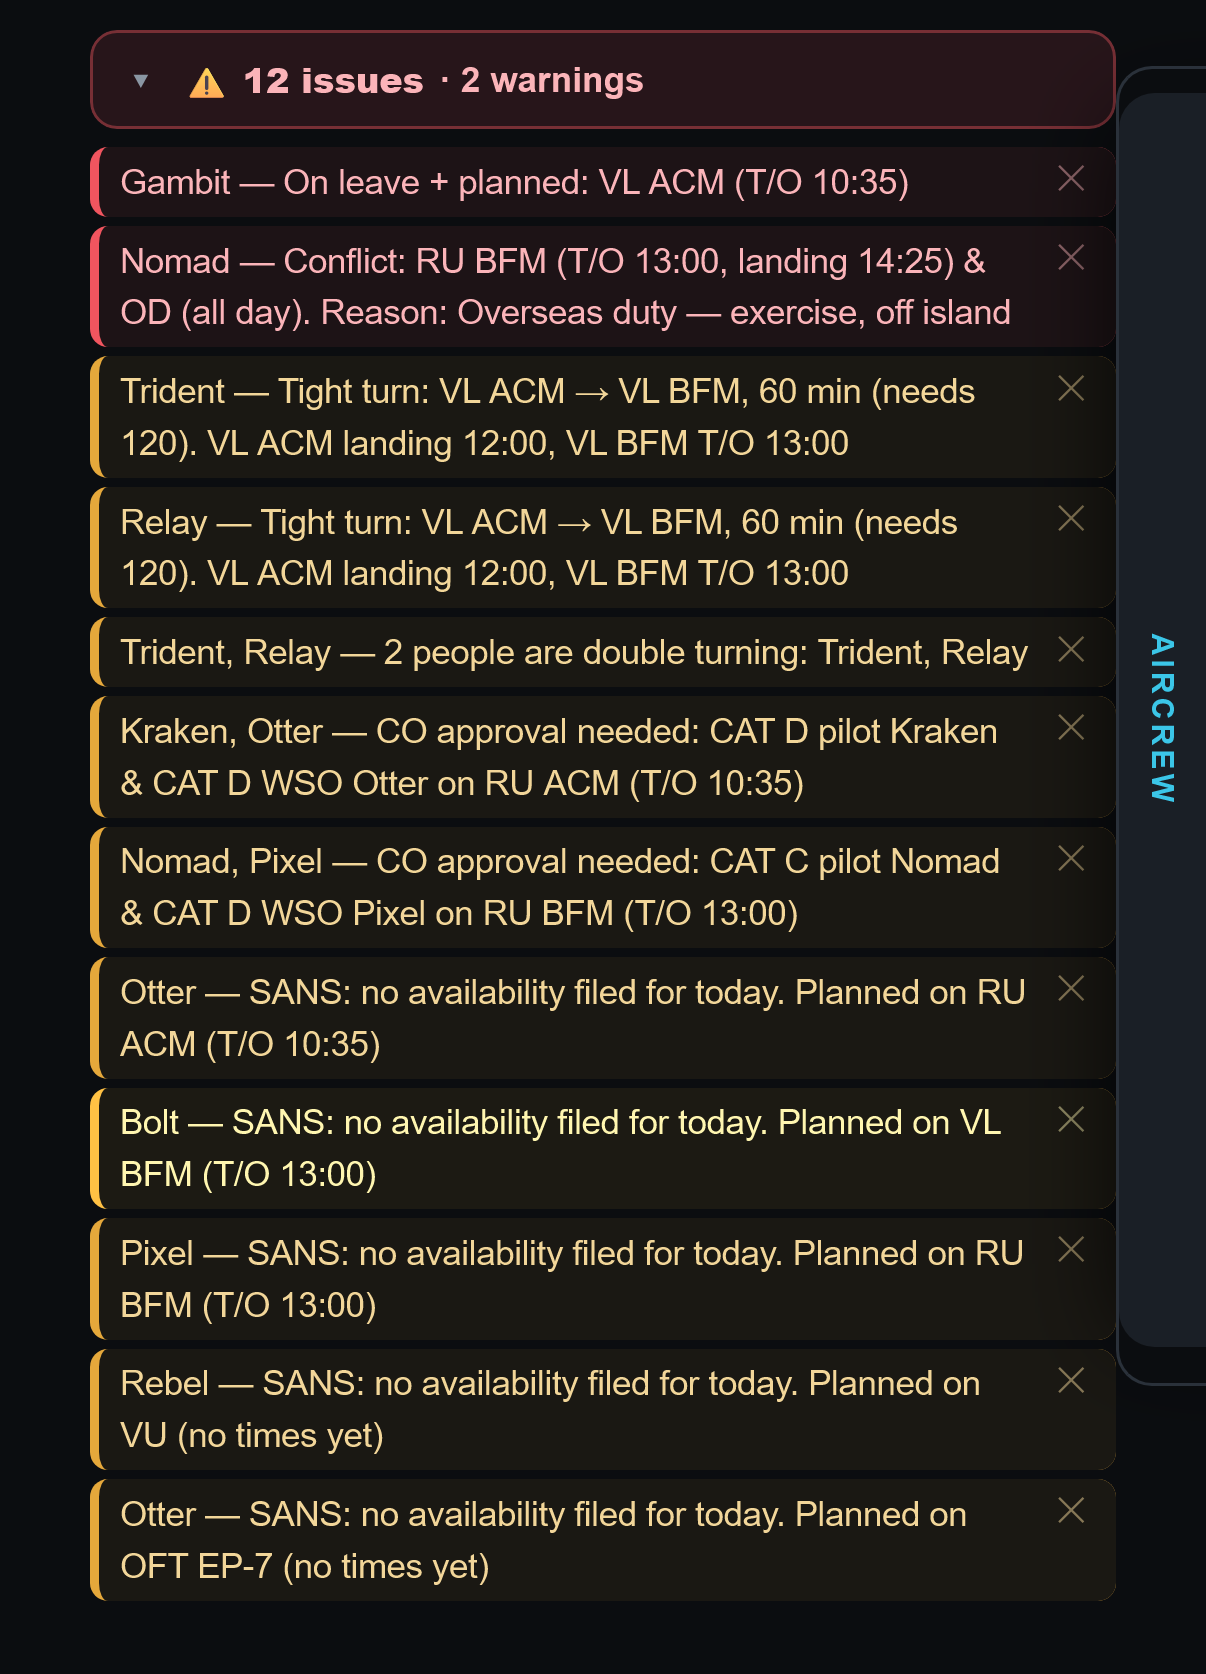 ▼ ⚠️ 12 issues · 2 warnings
Gambit — On leave + planned: VL ACM (T/O 10:35)
Nomad — Conflict: RU BFM (T/O 13:00, landing 14:25) &
OD (all day). Reason: Overseas duty — exercise, off island
Trident — Tight turn: VL ACM → VL BFM, 60 min (needs
120). VL ACM landing 12:00, VL BFM T/O 13:00
Relay — Tight turn: VL ACM → VL BFM, 60 min (needs
120). VL ACM landing 12:00, VL BFM T/O 13:00
Trident, Relay — 2 people are double turning: Trident, Relay
Kraken, Otter — CO approval needed: CAT D pilot Kraken
& CAT D WSO Otter on RU ACM (T/O 10:35)
Nomad, Pixel — CO approval needed: CAT C pilot Nomad
& CAT D WSO Pixel on RU BFM (T/O 13:00)
Otter — SANS: no availability filed for today. Planned on RU
ACM (T/O 10:35)
Bolt — SANS: no availability filed for today. Planned on VL
BFM (T/O 13:00)
Pixel — SANS: no availability filed for today. Planned on RU
BFM (T/O 13:00)
Rebel — SANS: no availability filed for today. Planned on
VU (no times yet)
Otter — SANS: no availability filed for today. Planned on
OFT EP-7 (no times yet)
AIRCREW